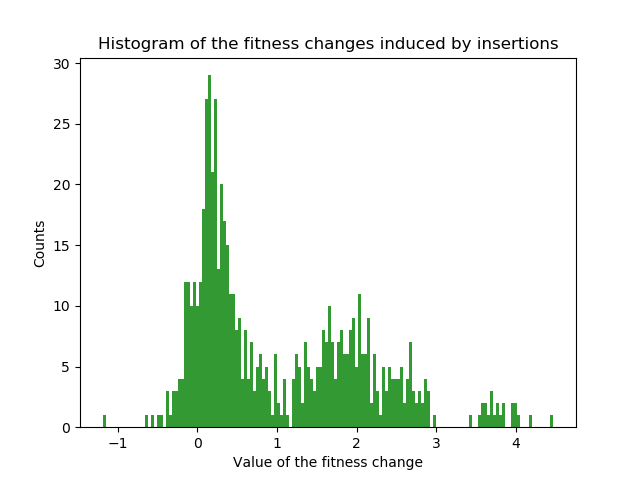 Histogram of the fitness changes induced by insertions
30
25
20
15
10
5
0
Counts
−1 0 1 2 3 4
Value of the fitness change